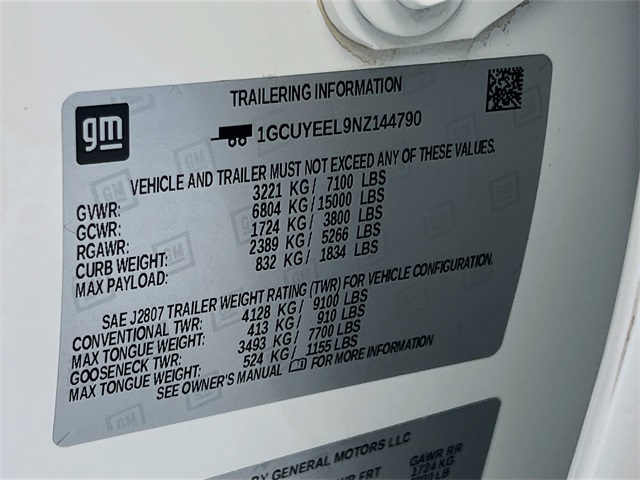 gm
TRAILERING INFORMATION
1GCUYEEL9NZ144790
VEHICLE AND TRAILER MUST NOT EXCEED ANY OF THESE VALUES.
GVWR: 3221 KG/ 7100 LBS
GCWR: 6804 KG/15000 LBS
RGAWR: 1724 KG/ 3800 LBS
CURB WEIGHT: 2389 KG/ 5266 LBS
MAX PAYLOAD: 832 KG/ 1834 LBS
SAE J2807 TRAILER WEIGHT RATING (TWR) FOR VEHICLE CONFIGURATION.
CONVENTIONAL TWR: 4128 KG/ 9100 LBS
MAX TONGUE WEIGHT: 413 KG/ 910 LBS
GOOSENECK TWR: 3493 KG/ 7700 LBS
MAX TONGUE WEIGHT: 524 KG/ 1155 LBS
SEE OWNER'S MANUAL FOR MORE INFORMATION
BY GENERAL MOTORS LLC
GAWR RR
FRT 1724 KG